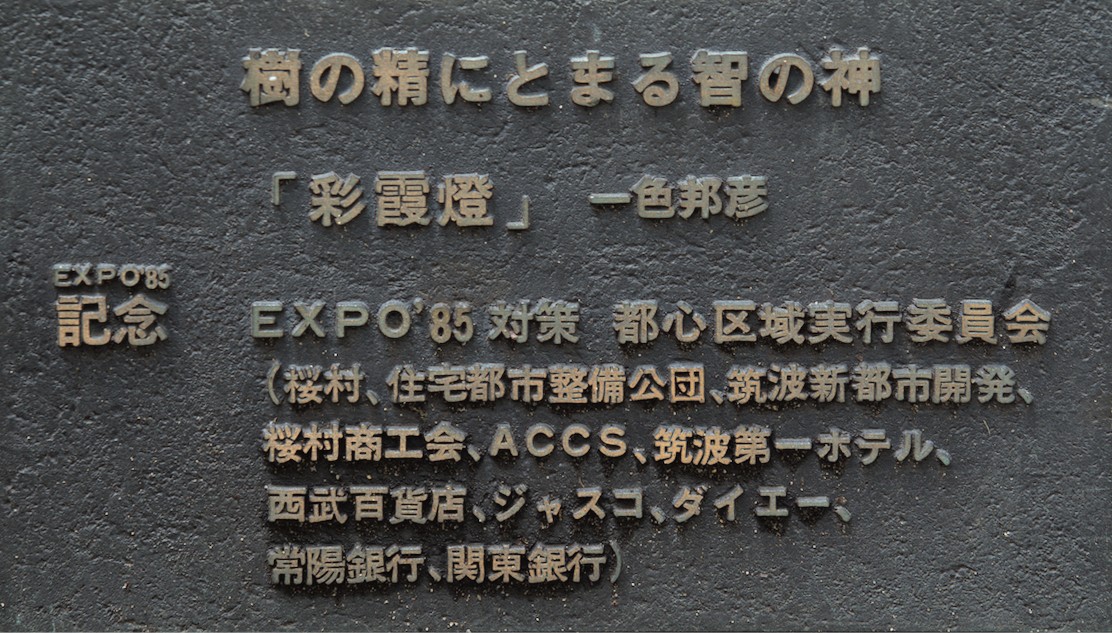 樹の精にとまる智の神
「彩霞燈」 一色邦彦
EXPO'85
記念
EXPO'85 対策 都心区域実行委員会
(桜村、住宅都市整備公団、筑波新都市開発、
桜村商工会、ACCS、筑波第一ホテル、
西武百貨店、ジャスコ、ダイエー、
常陽銀行、関東銀行)